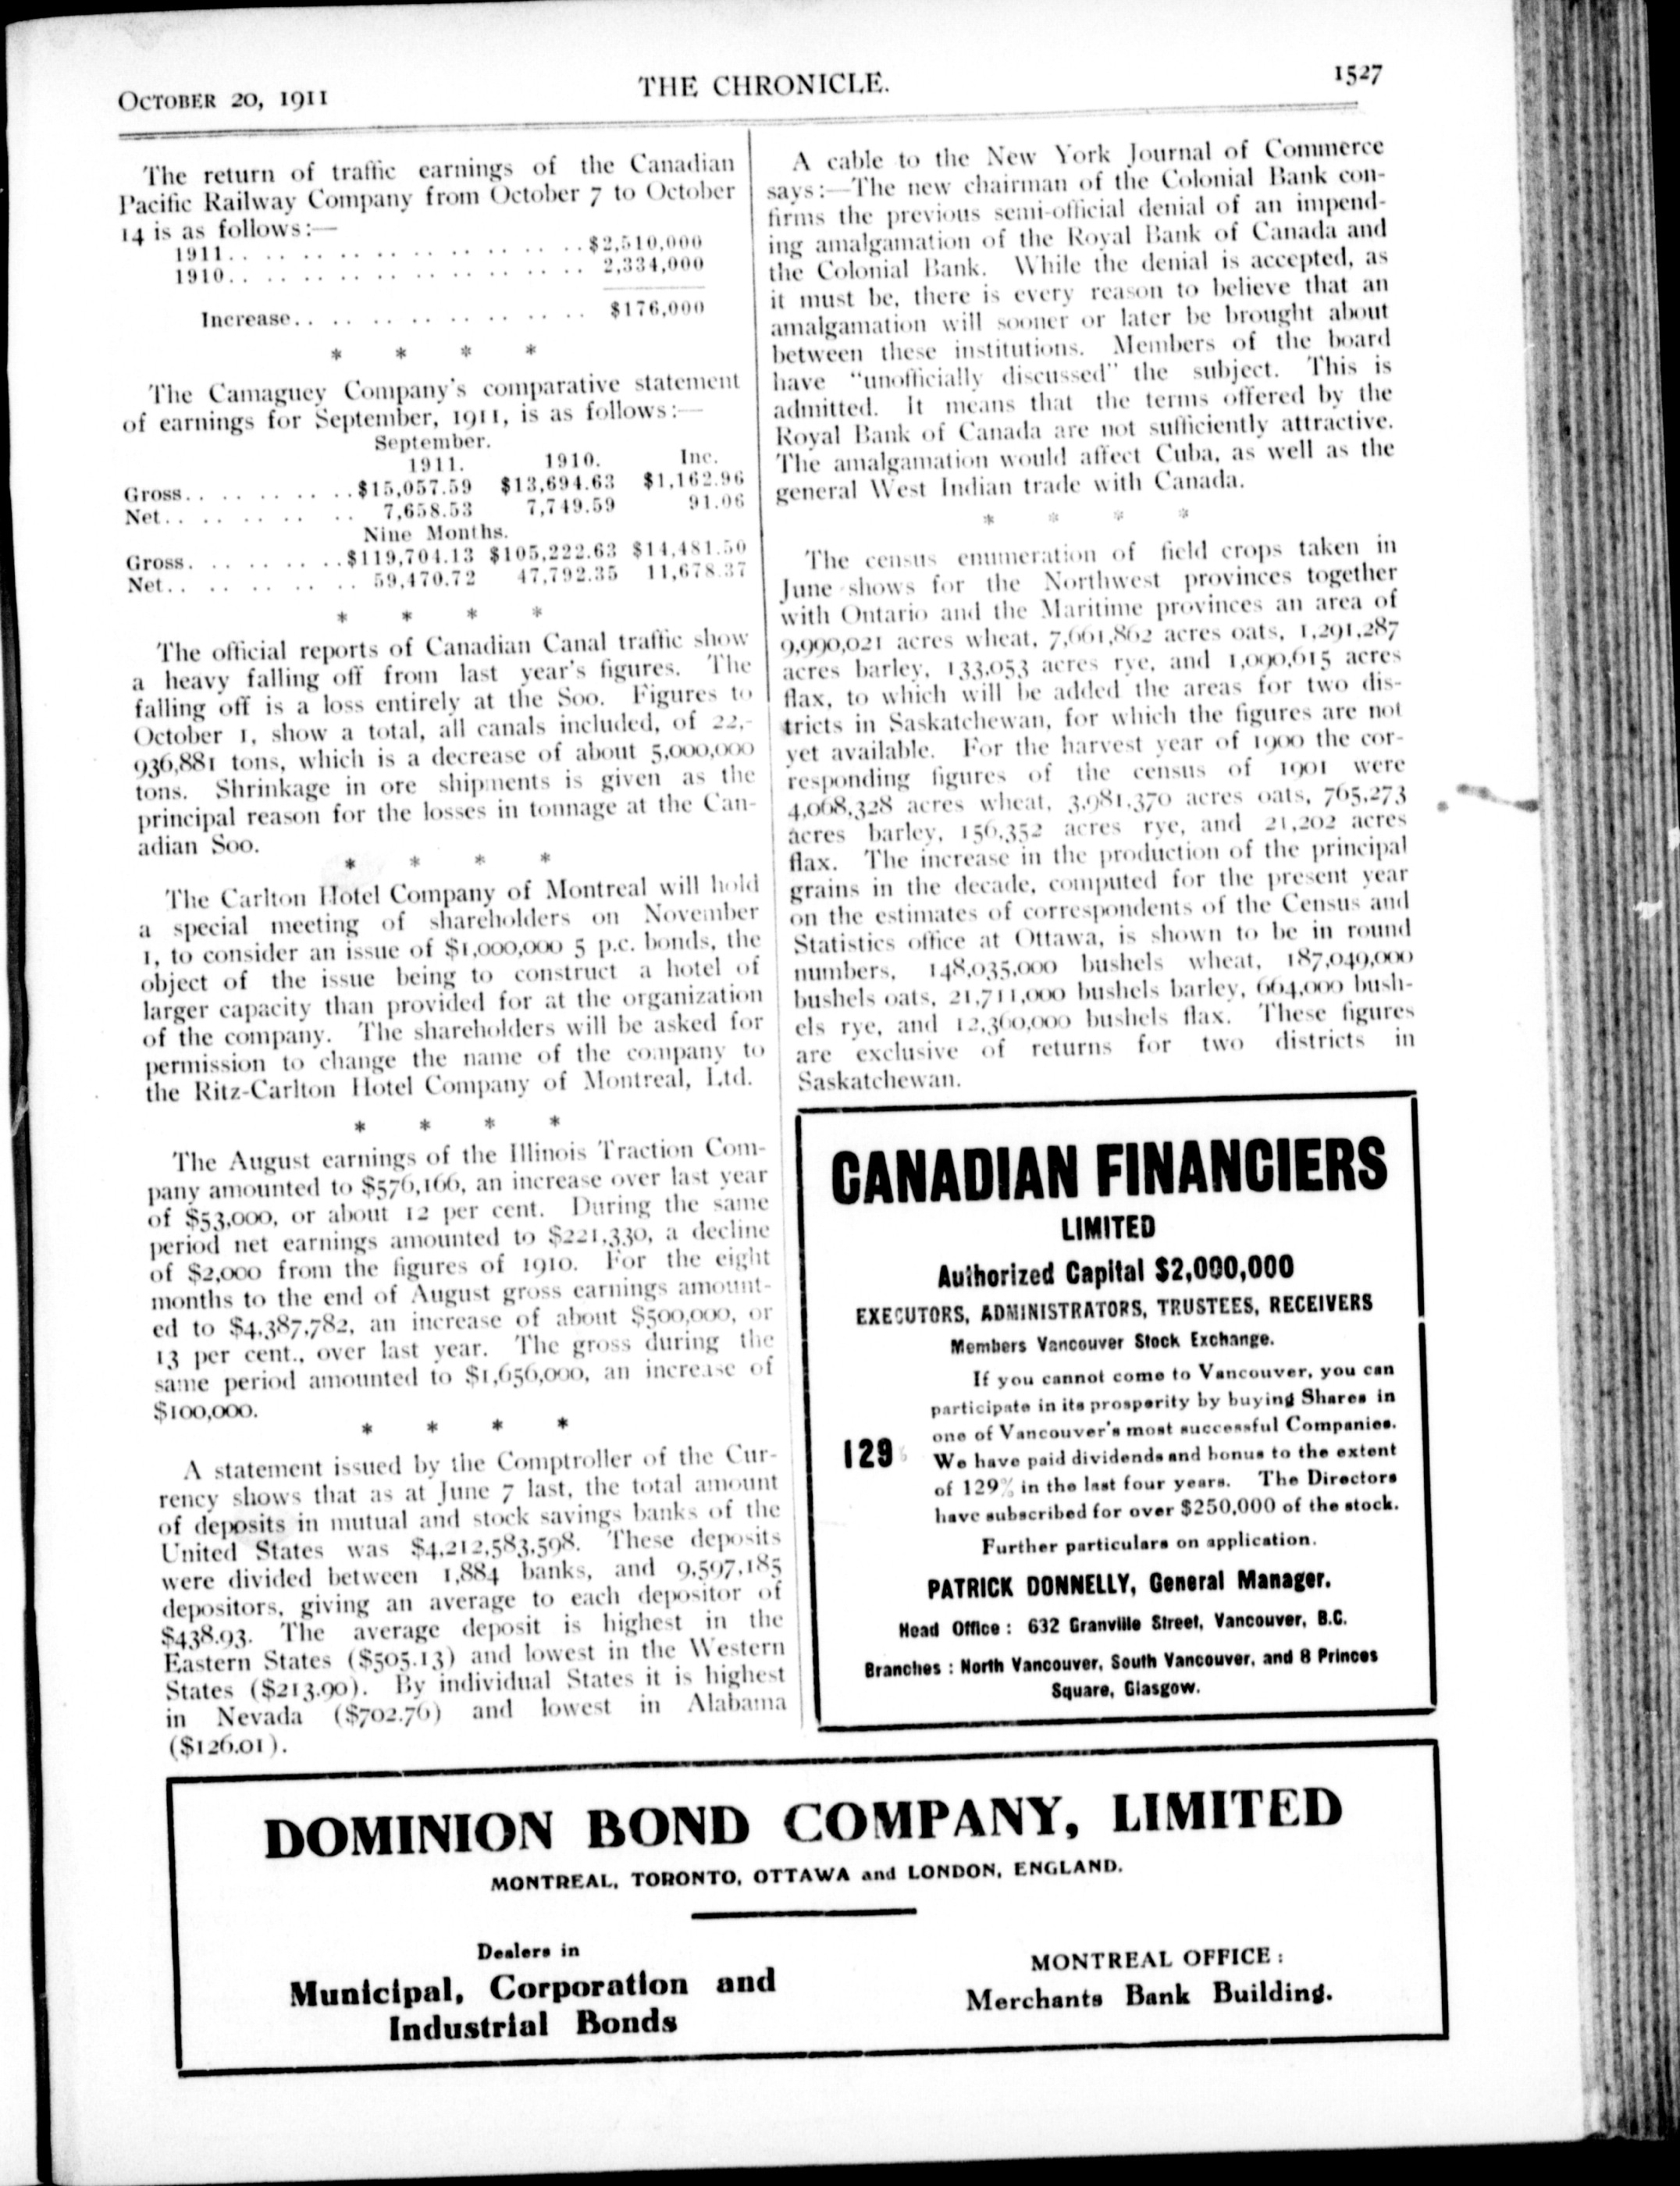 OCTOBER 20, 1911
THE CHRONICLE.
1527
The return of traffic earnings of the Canadian
Pacific Railway Company from October 7 to October
14 is as follows:—
1911.. .. .. .. .. .. .. .. .. ..$2,510,000
1910.. .. .. .. .. .. .. .. .. .. 2,334,000
Increase.. .. .. .. .. .. .. .. $176,000
* * * *
The Camaguey Company's comparative statement
of earnings for September, 1911, is as follows:—
September.
1911. 1910. Inc.
Gross.. .. .. .. ..$15,057.59 $13,694.63 $1,162.96
Net.. .. .. .. .. 7,658.53 7,749.59 91.06
Nine Months.
Gross. .. .. .. ..$119,704.13 $105,222.63 $14,481.50
Net.. .. .. .. .. 59,470.72 47,792.35 11,678.37
* * * *
The official reports of Canadian Canal traffic show
a heavy falling off from last year's figures. The
falling off is a loss entirely at the Soo. Figures to
October 1, show a total, all canals included, of 22,-
936,881 tons, which is a decrease of about 5,000,000
tons. Shrinkage in ore shipments is given as the
principal reason for the losses in tonnage at the Can-
adian Soo.
* * * *
The Carlton Hotel Company of Montreal will hold
a special meeting of shareholders on November
1, to consider an issue of $1,000,000 5 p.c. bonds, the
object of the issue being to construct a hotel of
larger capacity than provided for at the organization
of the company. The shareholders will be asked for
permission to change the name of the company to
the Ritz-Carlton Hotel Company of Montreal, Ltd.
* * * *
The August earnings of the Illinois Traction Com-
pany amounted to $576,166, an increase over last year
of $53,000, or about 12 per cent. During the same
period net earnings amounted to $221,330, a decline
of $2,000 from the figures of 1910. For the eight
months to the end of August gross earnings amount-
ed to $4,387,782, an increase of about $500,000, or
13 per cent., over last year. The gross during the
same period amounted to $1,656,000, an increase of
$100,000.
* * * *
A statement issued by the Comptroller of the Cur-
rency shows that as at June 7 last, the total amount
of deposits in mutual and stock savings banks of the
United States was $4,212,583,598. These deposits
were divided between 1,884 banks, and 9,597,185
depositors, giving an average to each depositor of
$438.93. The average deposit is highest in the
Eastern States ($505.13) and lowest in the Western
States ($213.90). By individual States it is highest
in Nevada ($702.76) and lowest in Alabama
($126.01).
A cable to the New York Journal of Commerce
says:—The new chairman of the Colonial Bank con-
firms the previous semi-official denial of an impend-
ing amalgamation of the Royal Bank of Canada and
the Colonial Bank. While the denial is accepted, as
it must be, there is every reason to believe that an
amalgamation will sooner or later be brought about
between these institutions. Members of the board
have "unofficially discussed" the subject. This is
admitted. It means that the terms offered by the
Royal Bank of Canada are not sufficiently attractive.
The amalgamation would affect Cuba, as well as the
general West Indian trade with Canada.
* * * *
The census enumeration of field crops taken in
June shows for the Northwest provinces together
with Ontario and the Maritime provinces an area of
9,990,021 acres wheat, 7,661,862 acres oats, 1,291,287
acres barley, 133,053 acres rye, and 1,090,615 acres
flax, to which will be added the areas for two dis-
tricts in Saskatchewan, for which the figures are not
yet available. For the harvest year of 1900 the cor-
responding figures of the census of 1901 were
4,068,328 acres wheat, 3,981,370 acres oats, 765,273
acres barley, 156,352 acres rye, and 21,202 acres
flax. The increase in the production of the principal
grains in the decade, computed for the present year
on the estimates of correspondents of the Census and
Statistics office at Ottawa, is shown to be in round
numbers, 148,035,000 bushels wheat, 187,049,000
bushels oats, 21,711,000 bushels barley, 664,000 bush-
els rye, and 12,360,000 bushels flax. These figures
are exclusive of returns for two districts in
Saskatchewan.
CANADIAN FINANCIERS
LIMITED
Authorized Capital $2,000,000
EXECUTORS, ADMINISTRATORS, TRUSTEES, RECEIVERS
Members Vancouver Stock Exchange.
129%
If you cannot come to Vancouver, you can
participate in its prosperity by buying Shares in
one of Vancouver's most successful Companies.
We have paid dividends and bonus to the extent
of 129% in the last four years. The Directors
have subscribed for over $250,000 of the stock.
Further particulars on application.
PATRICK DONNELLY, General Manager.
Head Office : 632 Granville Street, Vancouver, B.C.
Branches : North Vancouver, South Vancouver, and 8 Princes
Square, Glasgow.
DOMINION BOND COMPANY, LIMITED
MONTREAL, TORONTO, OTTAWA and LONDON, ENGLAND.
Dealers in
Municipal, Corporation and
Industrial Bonds
MONTREAL OFFICE :
Merchants Bank Building.